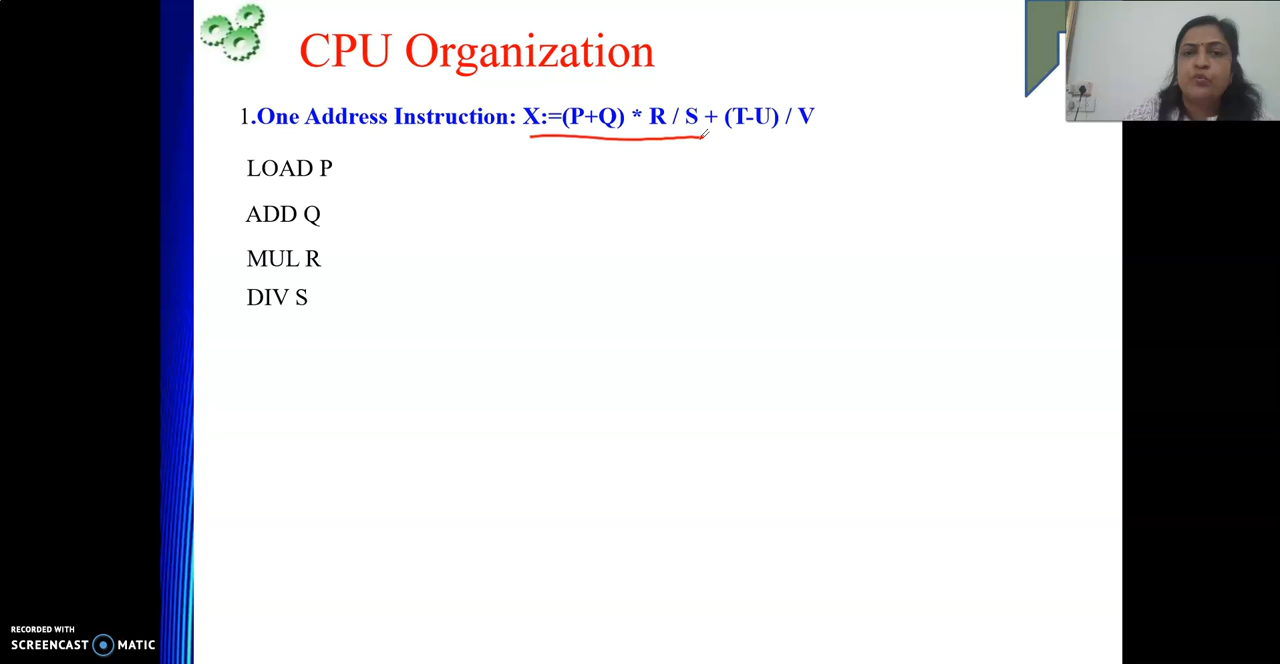 CPU Organization
1.One Address Instruction: X:=(P+Q) * R / S + (T-U) / V
LOAD P
ADD Q
MUL R
DIV S
RECORDED WITH
SCREENCAST MATIC